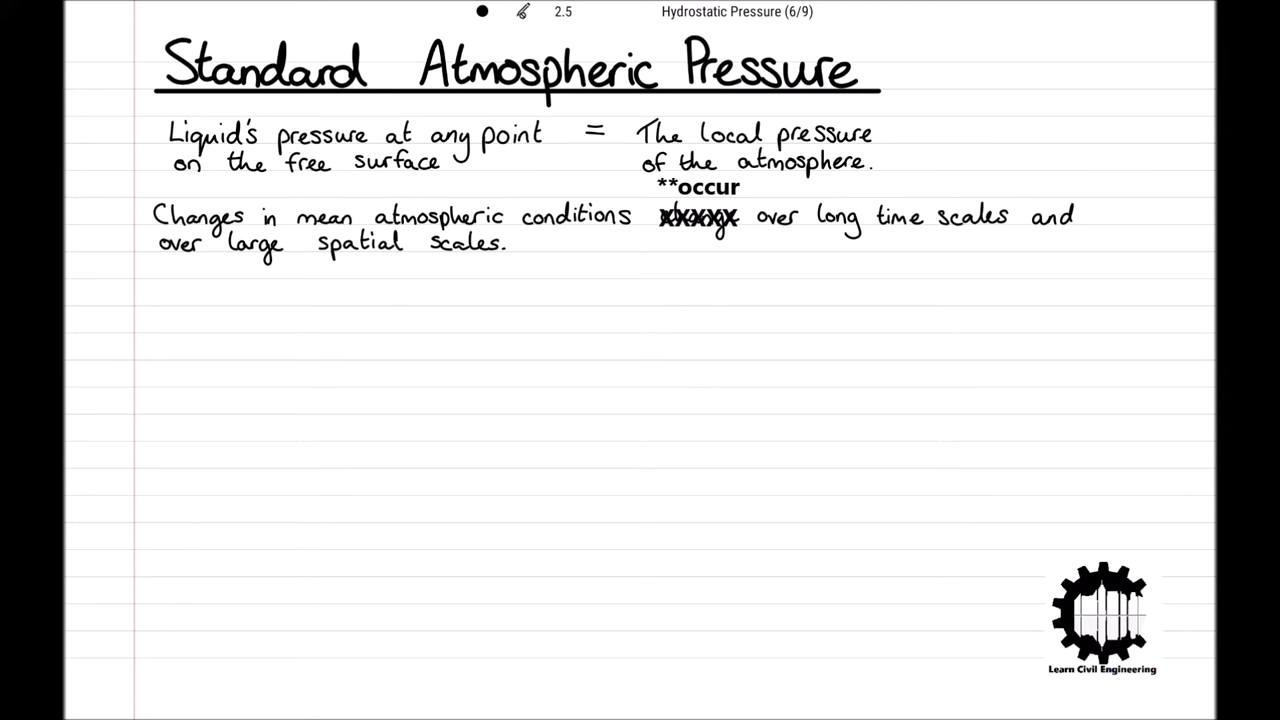 2.5 Hydrostatic Pressure (6/9)
Standard Atmospheric Pressure
Liquid's pressure at any point = The local pressure
on the free surface of the atmosphere.
**occur
Changes in mean atmospheric conditions over long time scales and
over large spatial scales.
Learn Civil Engineering